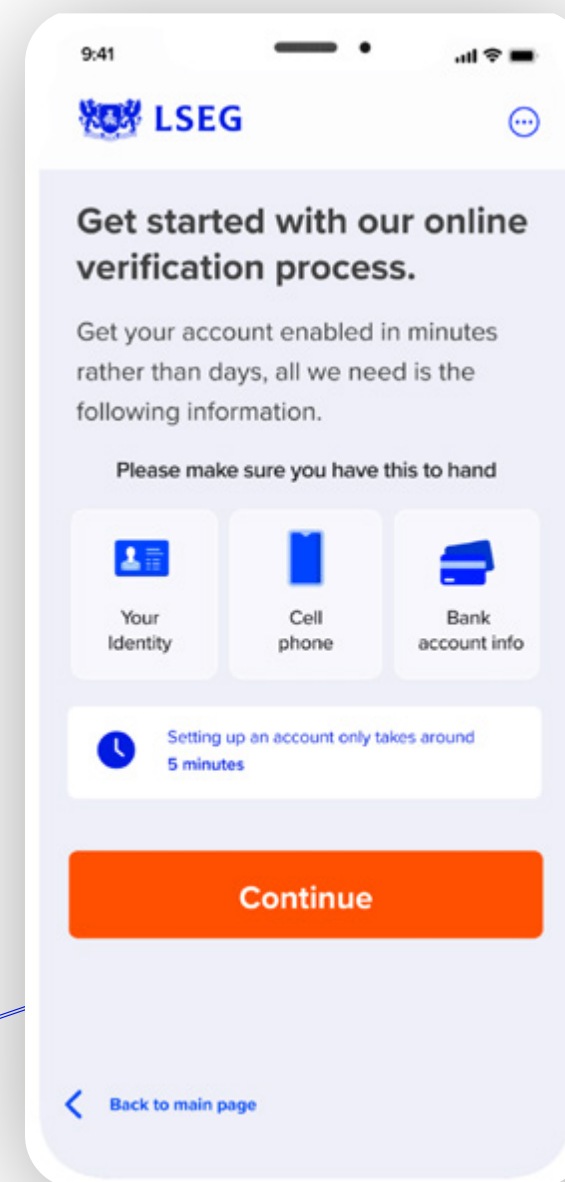 9:41
LSEG
Get started with our online
verification process.
Get your account enabled in minutes
rather than days, all we need is the
following information.
Please make sure you have this to hand
Your
Identity
Cell
phone
Bank
account info
Setting up an account only takes around
5 minutes
Continue
Back to main page